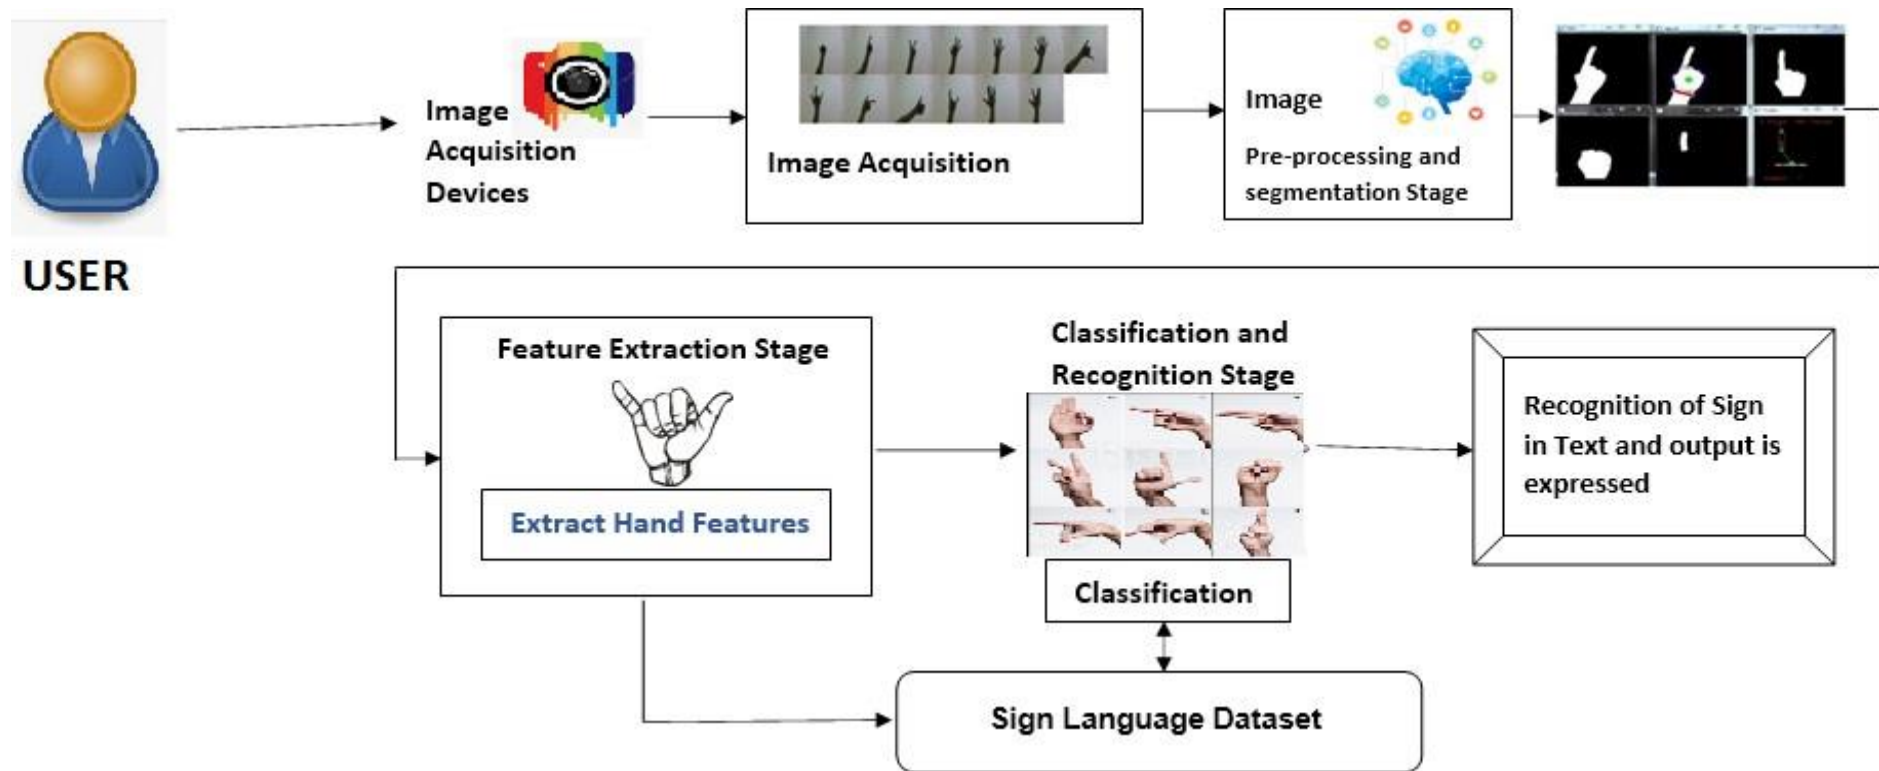 USER
Image
Acquisition
Devices
Image Acquisition
Image
Pre-processing and
segmentation Stage
Feature Extraction Stage
Extract Hand Features
Classification and
Recognition Stage
Classification
Recognition of Sign
in Text and output is
expressed
Sign Language Dataset